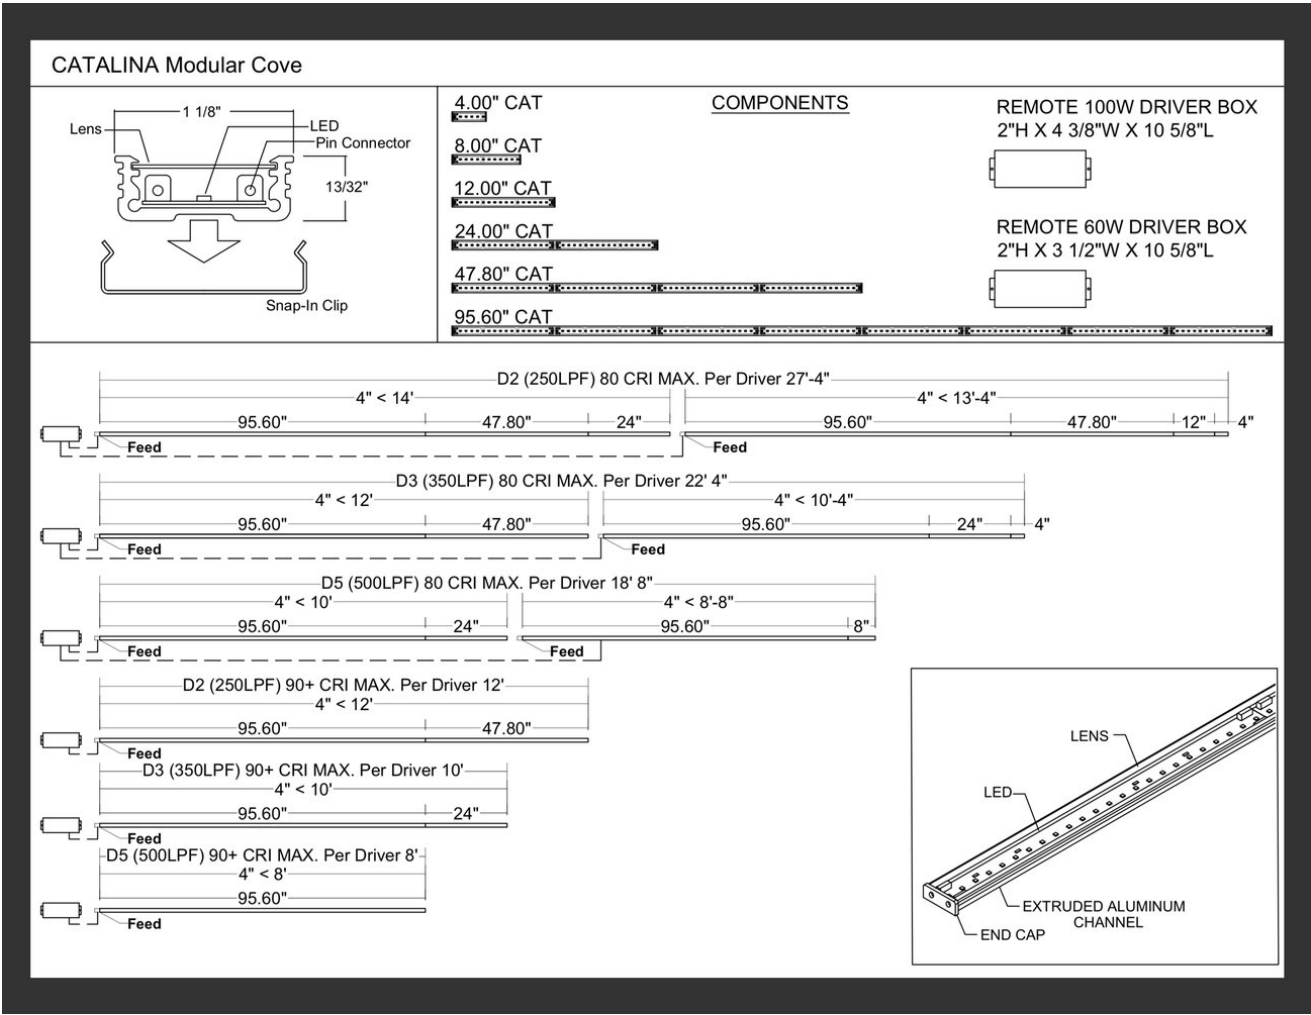 CATALINA Modular Cove
1 1/8"
Lens
LED
Pin Connector
13/32"
Snap-In Clip
COMPONENTS
4.00" CAT
8.00" CAT
12.00" CAT
24.00" CAT
47.80" CAT
95.60" CAT
REMOTE 100W DRIVER BOX
2"H X 4 3/8"W X 10 5/8"L
REMOTE 60W DRIVER BOX
2"H X 3 1/2"W X 10 5/8"L
D2 (250LPF) 80 CRI MAX. Per Driver 27'-4"
4" < 14' 4" < 13'-4"
95.60" 47.80" 24" 95.60" 47.80" 12" 4"
Feed Feed
D3 (350LPF) 80 CRI MAX. Per Driver 22' 4"
4" < 12' 4" < 10'-4"
95.60" 47.80" 95.60" 24" 4"
Feed Feed
D5 (500LPF) 80 CRI MAX. Per Driver 18' 8"
4" < 10' 4" < 8'-8"
95.60" 24" 95.60" 8"
Feed Feed
D2 (250LPF) 90+ CRI MAX. Per Driver 12'
4" < 12'
95.60" 47.80"
Feed
D3 (350LPF) 90+ CRI MAX. Per Driver 10'
4" < 10'
95.60" 24"
Feed
D5 (500LPF) 90+ CRI MAX. Per Driver 8'
4" < 8'
95.60"
Feed
LENS
LED
EXTRUDED ALUMINUM
CHANNEL
END CAP